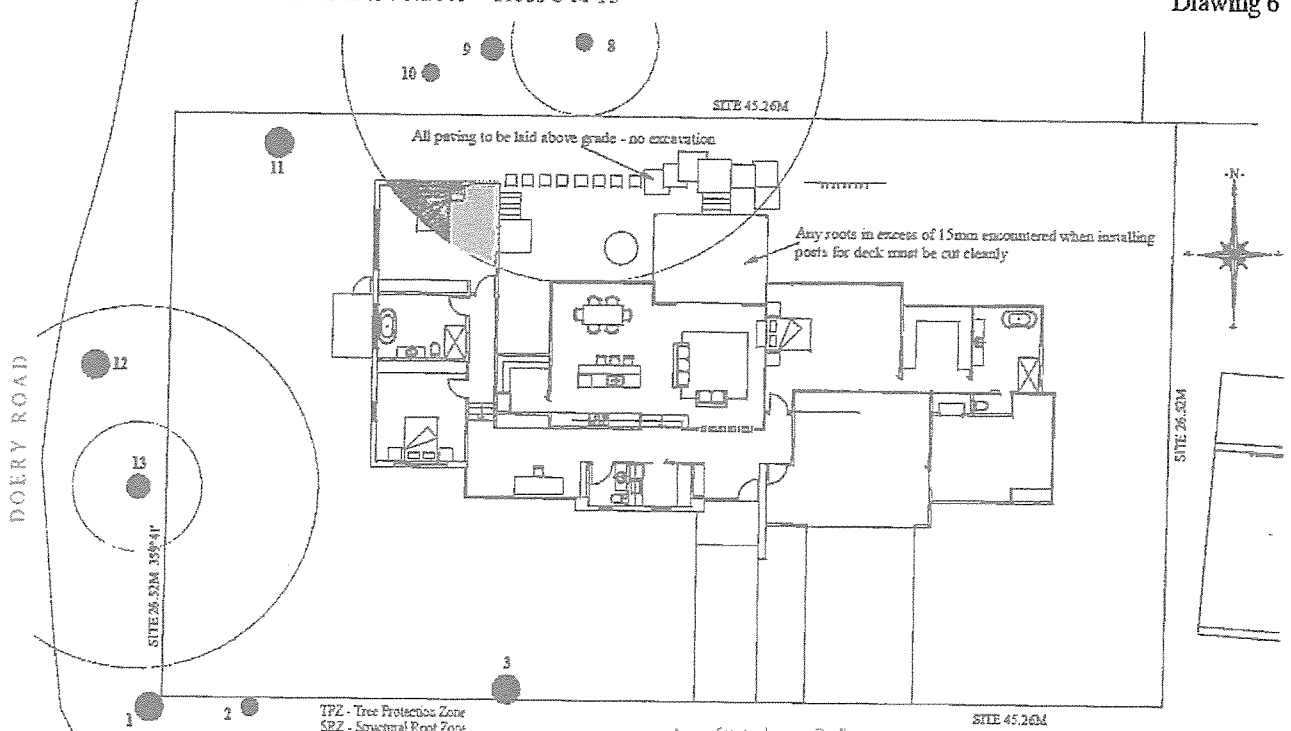 Drawing 6
9
8
10
SITE 45.26M
All paving to be laid above grade - no excavation
11
-N-
Any roots in excess of 15mm encountered when installing
posts for deck must be cut cleanly
12
DOERY ROAD
13
SITE 26.52M
SITE 26.52M 359°41'
3
1
2
TPZ - Tree Protection Zone
SRZ - Structural Root Zone
SITE 45.26M